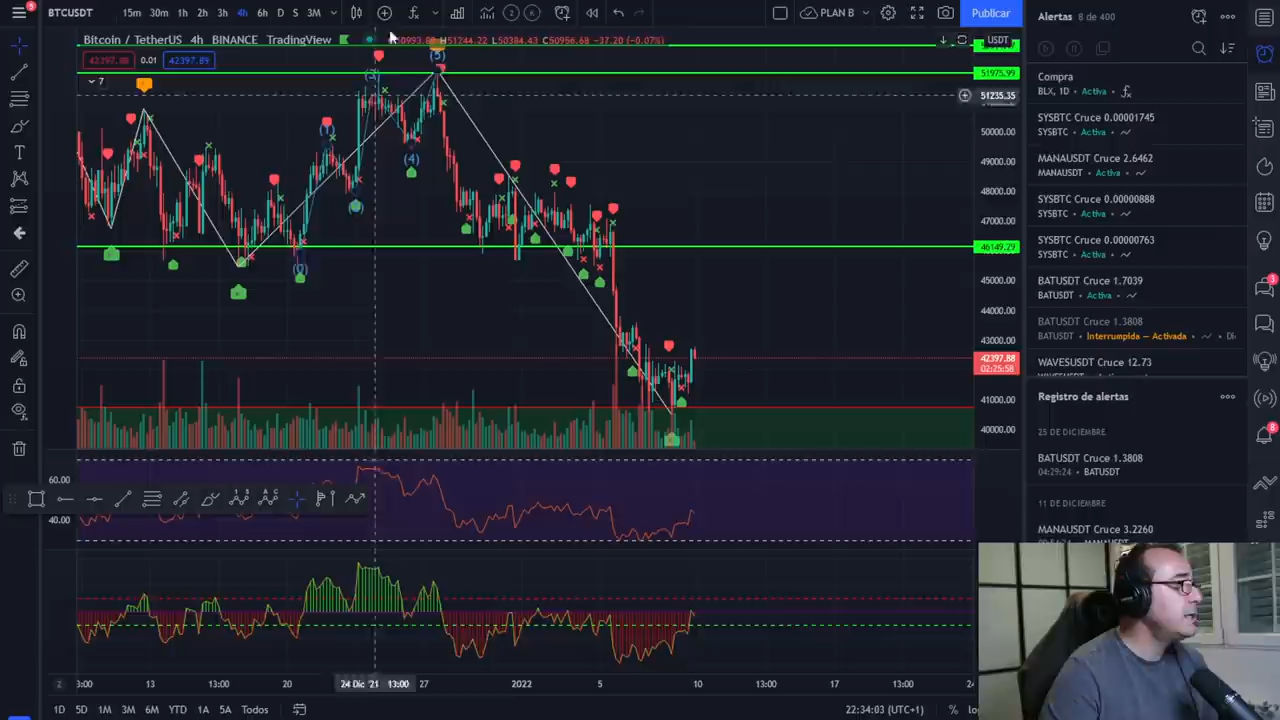 BTCUSDT 15m 30m 1h 2h 3h 4h 6h D S 3M PLAN B Publicar
Bitcoin / TetherUS 4h BINANCE TradingView 50993.88 H51244.22 L50384.43 C50956.68 -37.20 (-0.07%) USDT
42397.88 0.01 42397.89
7
51975.99
51235.35
50000.00
49000.00
48000.00
47000.00
46149.29
45000.00
44000.00
43000.00
42397.88
02:25:58
41000.00
40000.00
(1)
(3)
(4)
(5)
60.00
40.00
13 13:00 20 24 Dic '21 13:00 27 2022 5 10 13:00 17 13:00
1D 5D 1M 3M 6M YTD 1A 5A Todos 22:34:03 (UTC+1) %
Alertas 8 de 400
Compra
BLX, 1D • Activa
SYSBTC Cruce 0.00001745
SYSBTC • Activa
MANAUSDT Cruce 2.6462
MANAUSDT • Activa
SYSBTC Cruce 0.00000888
SYSBTC • Activa
SYSBTC Cruce 0.00000763
SYSBTC • Activa
BATUSDT Cruce 1.7039
BATUSDT • Activa
BATUSDT Cruce 1.3808
BATUSDT • Interrumpida — Activada
WAVESUSDT Cruce 12.73
Registro de alertas
25 DE DICIEMBRE
BATUSDT Cruce 1.3808
04:29:24 • BATUSDT
11 DE DICIEMBRE
MANAUSDT Cruce 3.2260